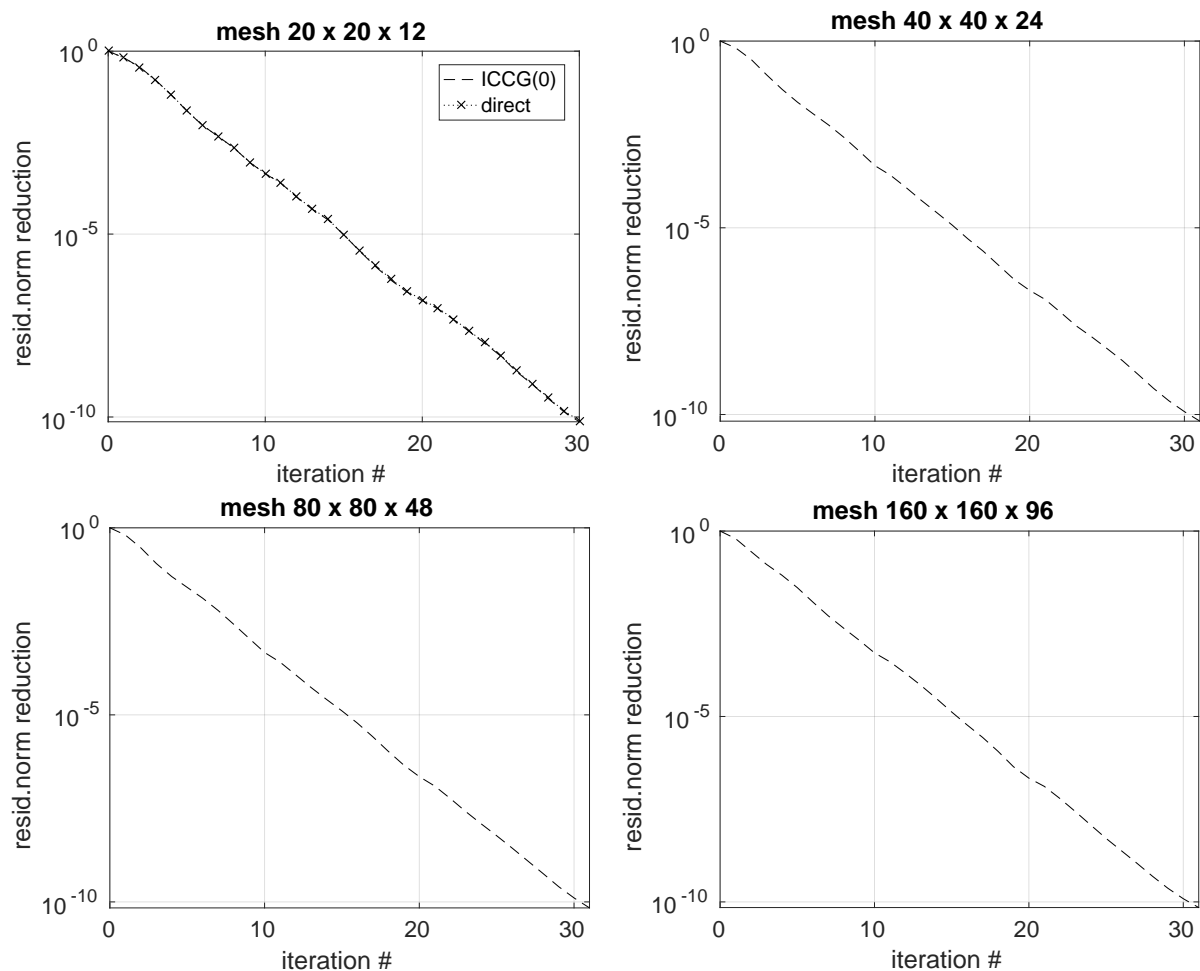 mesh 20 x 20 x 12
10^0
10^-5
10^-10
resid.norm reduction
ICCG(0)
direct
0 10 20 30
iteration #
mesh 40 x 40 x 24
10^0
10^-5
10^-10
resid.norm reduction
0 10 20 30
iteration #
mesh 80 x 80 x 48
10^0
10^-5
10^-10
resid.norm reduction
0 10 20 30
iteration #
mesh 160 x 160 x 96
10^0
10^-5
10^-10
resid.norm reduction
0 10 20 30
iteration #